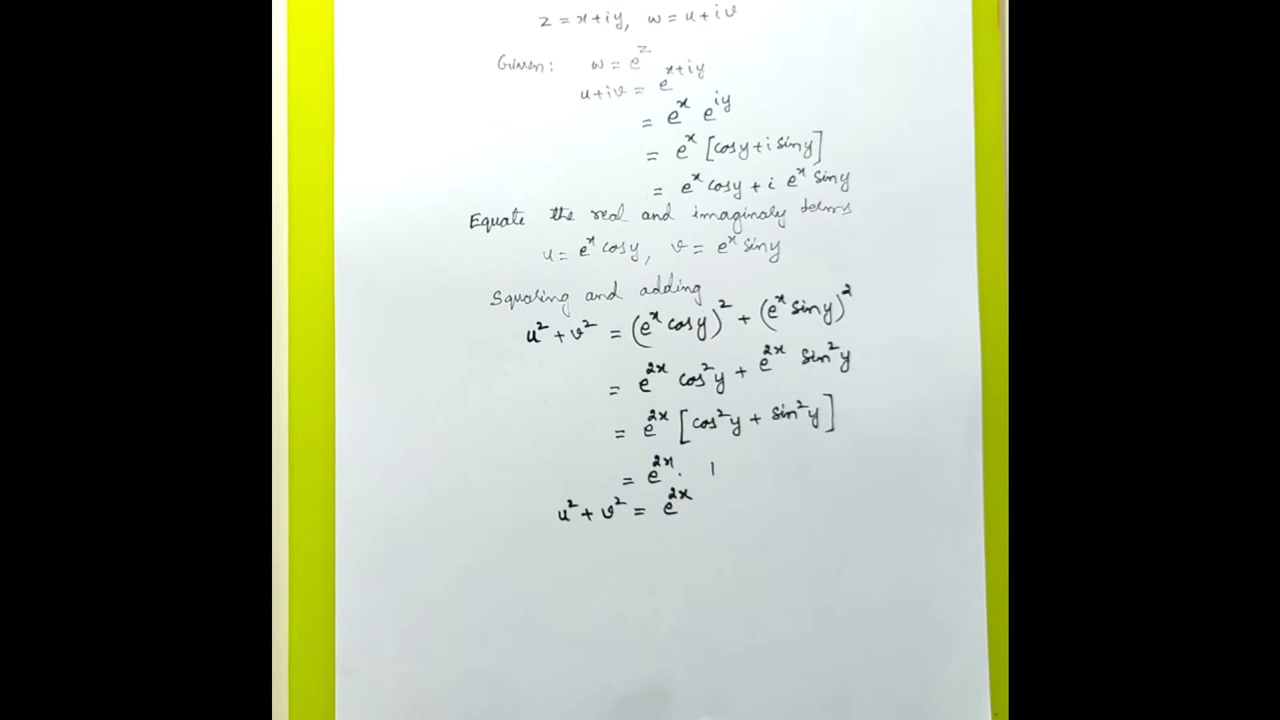 z = x+iy, w = u+iv
Given: w = e^z
u+iv = e^{x+iy}
= e^x e^{iy}
= e^x [cosy+i siny]
= e^x cosy + i e^x siny
Equate the real and imaginary terms
u = e^x cosy, v = e^x siny
Squaring and adding
u² + v² = (e^x cosy)² + (e^x siny)²
= e^{2x} cos²y + e^{2x} sin²y
= e^{2x} [cos²y + sin²y]
= e^{2x}. 1
u² + v² = e^{2x}